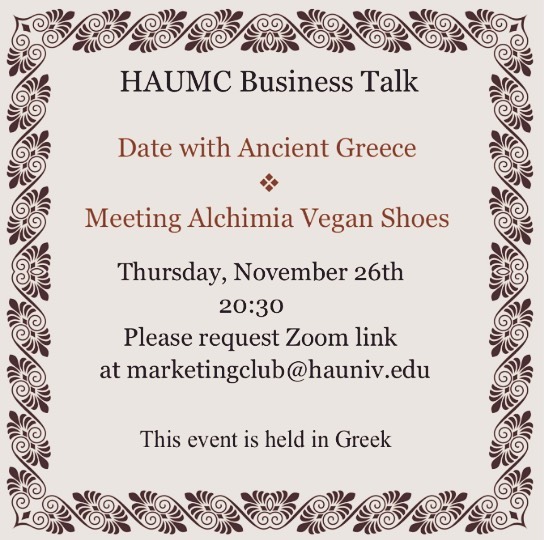 HAUMC Business Talk
Date with Ancient Greece
❖
Meeting Alchimia Vegan Shoes
Thursday, November 26th
20:30
Please request Zoom link
at marketingclub@hauniv.edu
This event is held in Greek